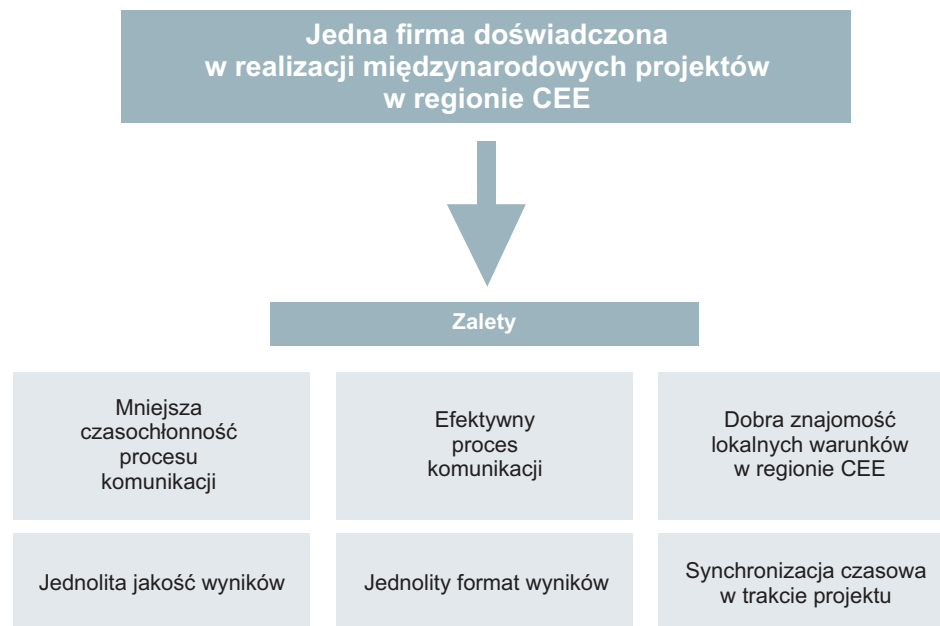 Jedna firma doświadczona
w realizacji międzynarodowych projektów
w regionie CEE
Zalety
Mniejsza
czasochłonność
procesu
komunikacji
Efektywny
proces
komunikacji
Dobra znajomość
lokalnych warunków
w regionie CEE
Jednolita jakość wyników
Jednolity format wyników
Synchronizacja czasowa
w trakcie projektu